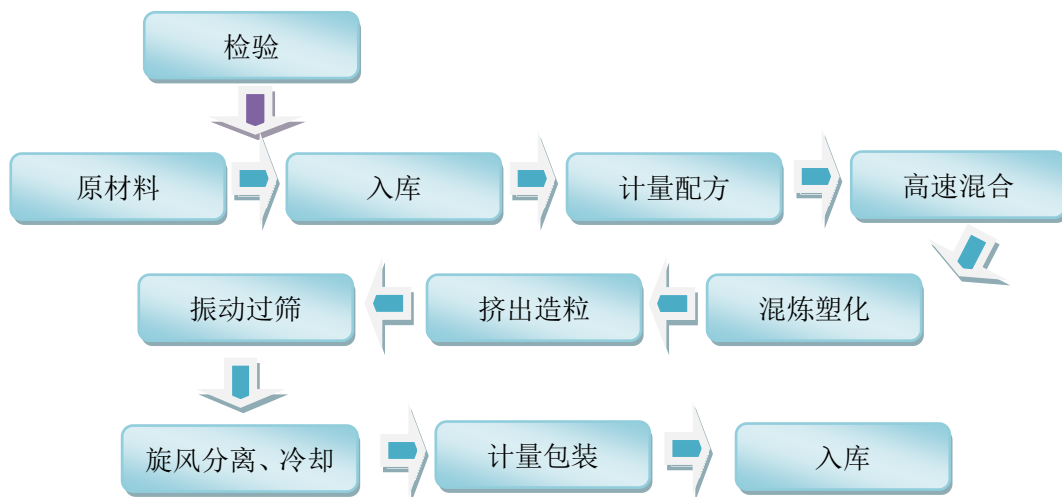 检验
原材料
入库
计量配方
高速混合
振动过筛
挤出造粒
混炼塑化
旋风分离、冷却
计量包装
入库